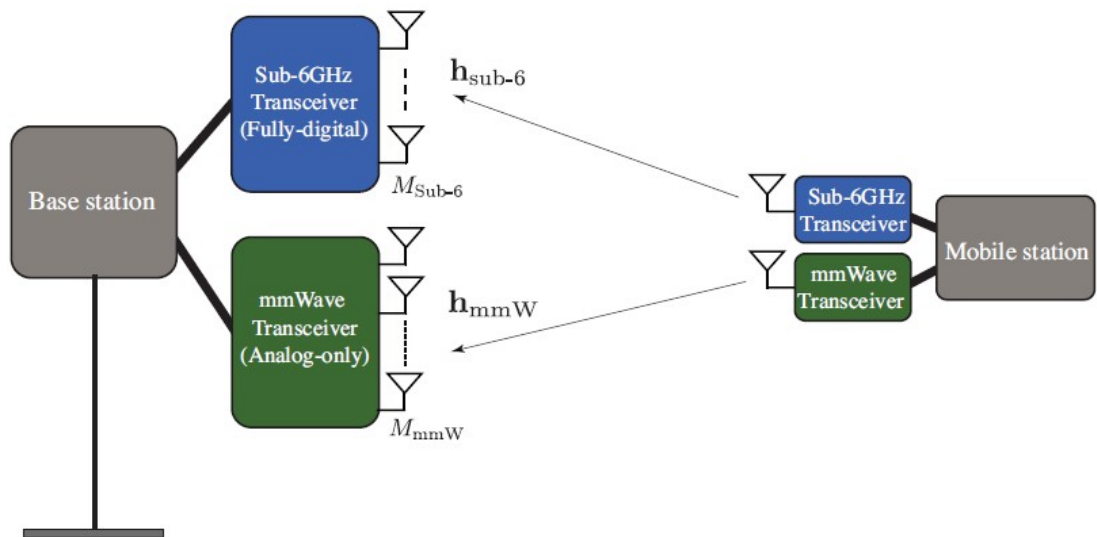 Base station
Sub-6GHz
Transceiver
(Fully-digital)
M_Sub-6
h_sub-6
mmWave
Transceiver
(Analog-only)
M_mmW
h_mmW
Sub-6GHz
Transceiver
mmWave
Transceiver
Mobile station